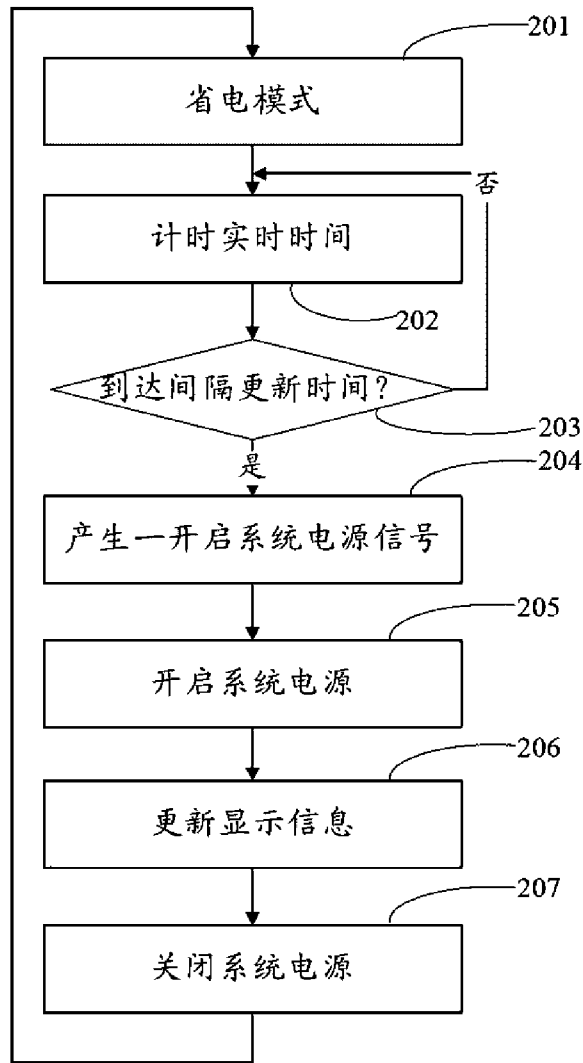 201
省电模式
否
计时实时时间
202
到达间隔更新时间?
203
是
204
产生一开启系统电源信号
205
开启系统电源
206
更新显示信息
207
关闭系统电源